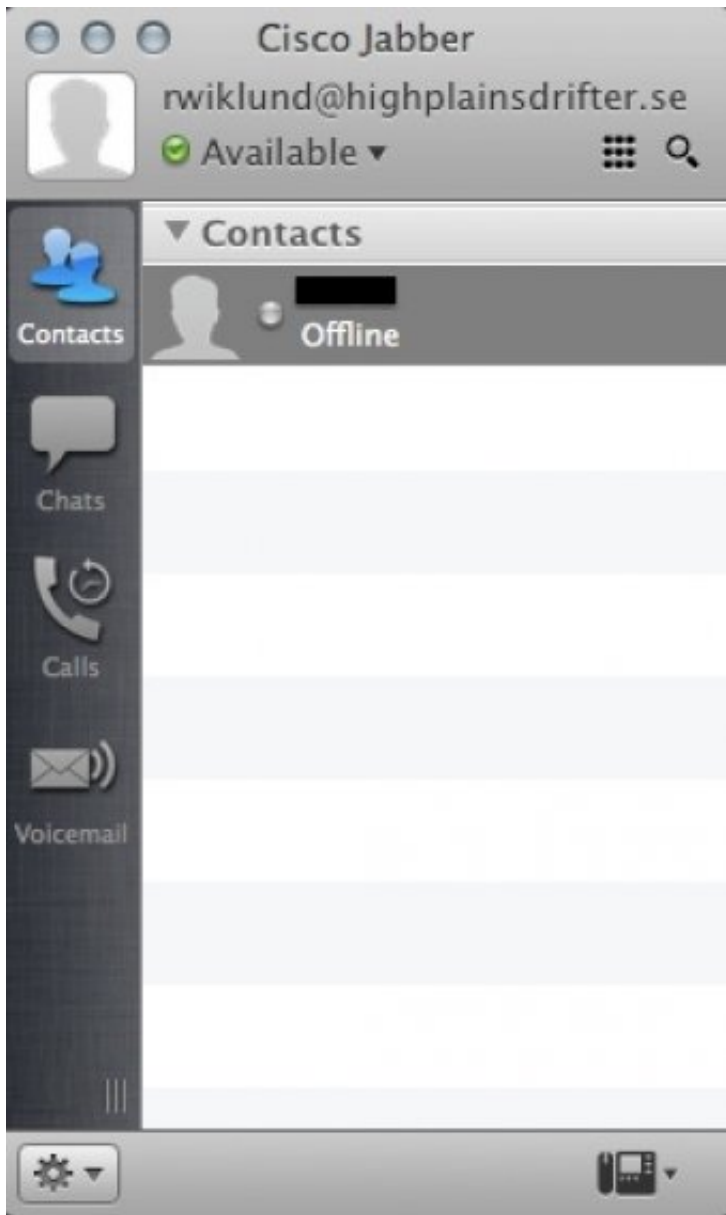 Cisco Jabber
rwiklund@highplainsdrifter.se
Available
Contacts
Contacts
Offline
Chats
Calls
Voicemail